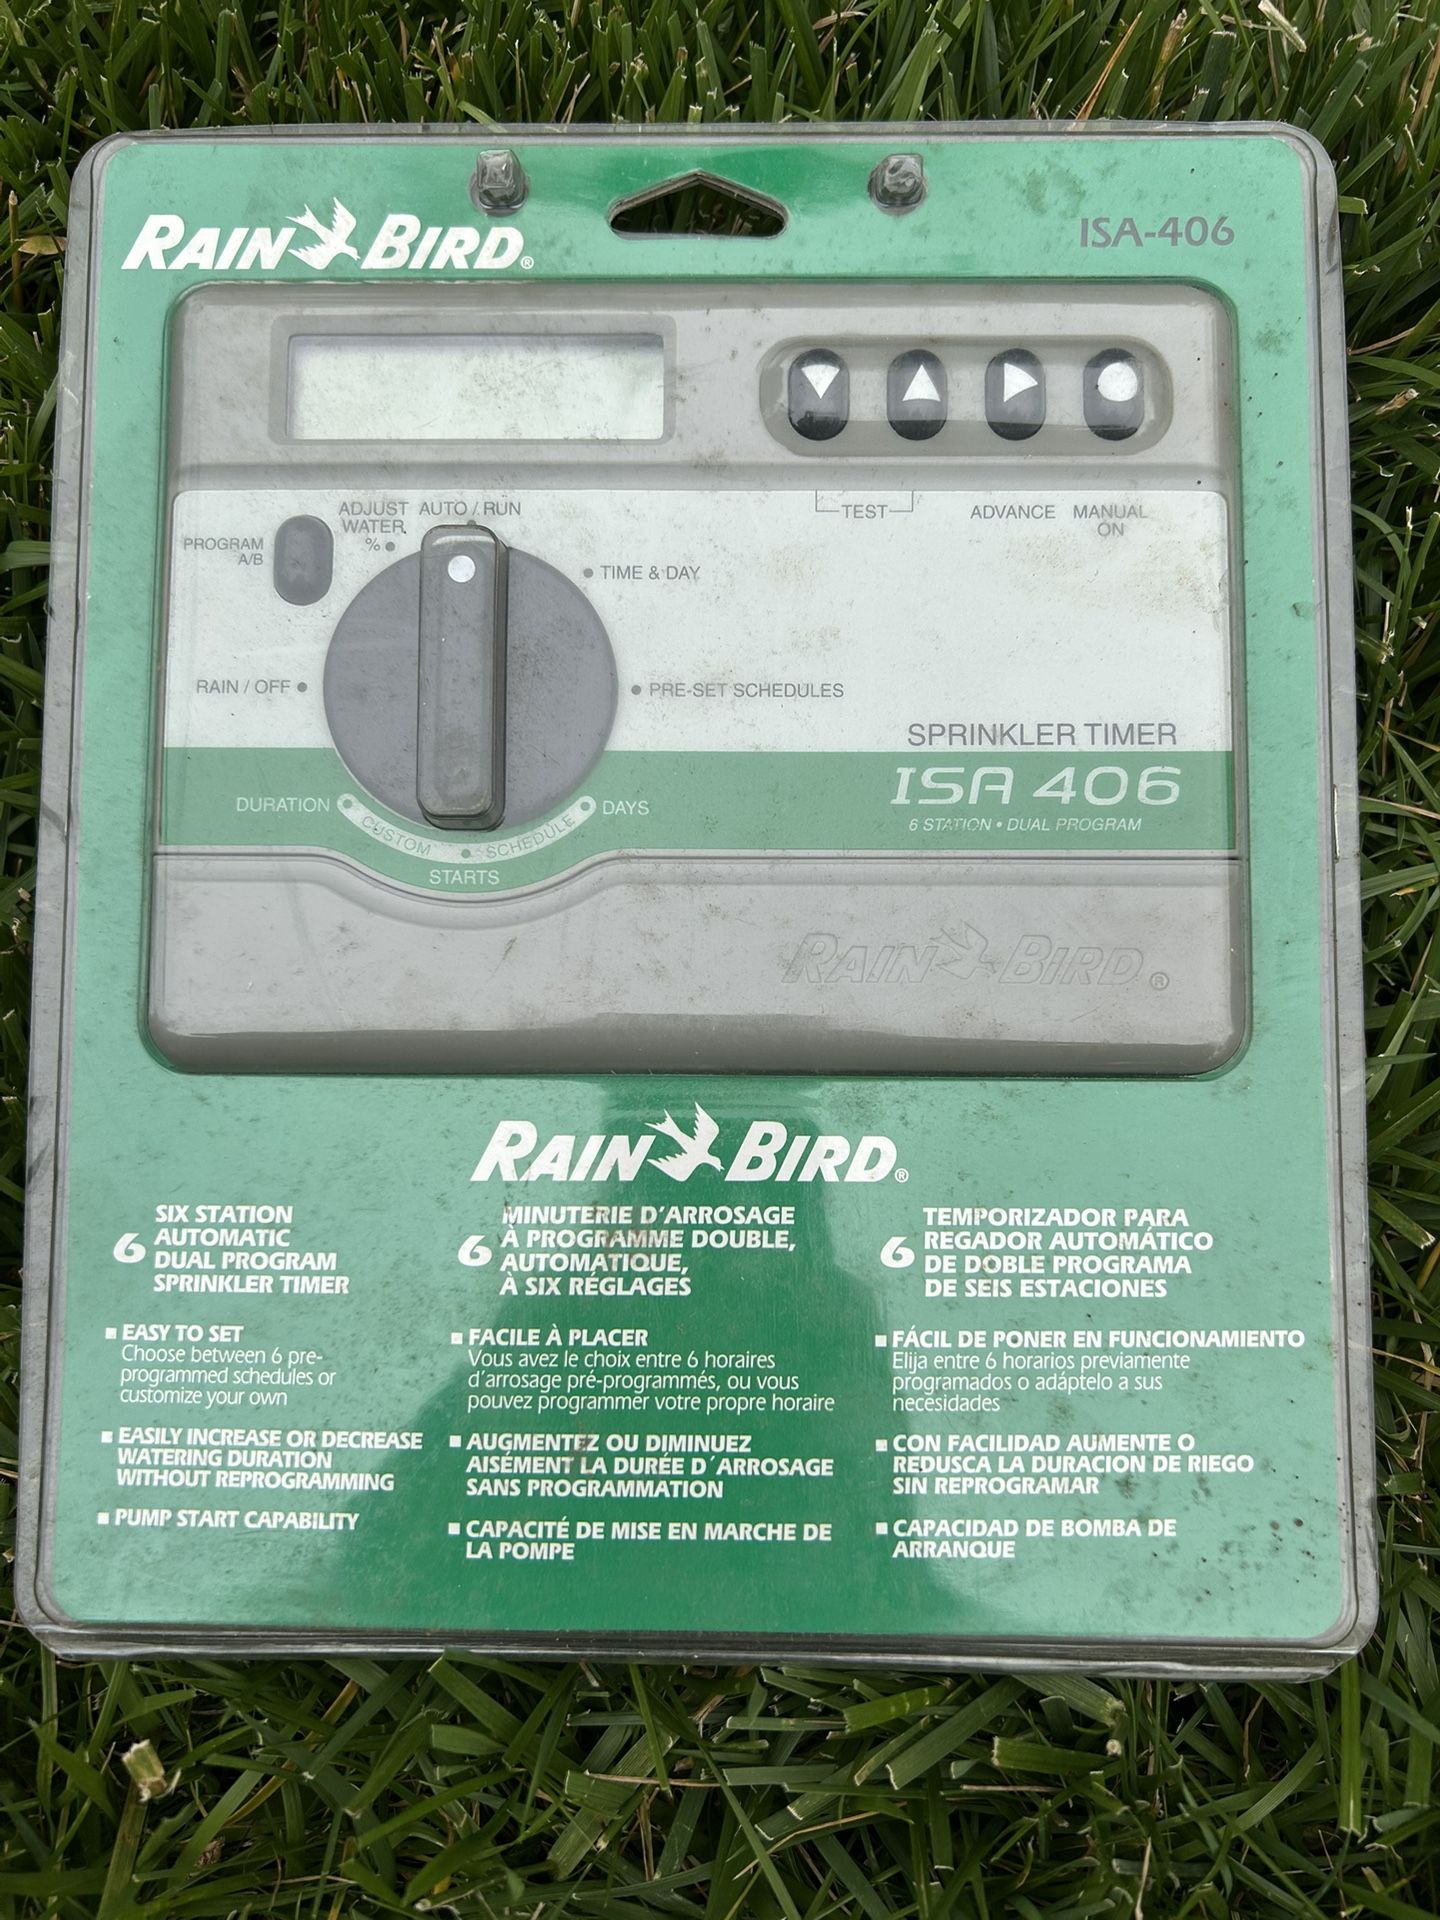 RAIN BIRD®
ISA-406
ADJUST
WATER
%
AUTO / RUN
PROGRAM
A/B
TIME & DAY
RAIN / OFF
PRE-SET SCHEDULES
DURATION
CUSTOM SCHEDULE
DAYS
STARTS
TEST
ADVANCE
MANUAL
ON
SPRINKLER TIMER
ISA 406
6 STATION • DUAL PROGRAM
RAIN BIRD®
RAIN BIRD®
6
SIX STATION
AUTOMATIC
DUAL PROGRAM
SPRINKLER TIMER
■ EASY TO SET
Choose between 6 pre-
programmed schedules or
customize your own
■ EASILY INCREASE OR DECREASE
WATERING DURATION
WITHOUT REPROGRAMMING
■ PUMP START CAPABILITY
6
MINUTERIE D'ARROSAGE
À PROGRAMME DOUBLE,
AUTOMATIQUE,
À SIX RÉGLAGES
■ FACILE À PLACER
Vous avez le choix entre 6 horaires
d'arrosage pré-programmés, ou vous
pouvez programmer votre propre horaire
■ AUGMENTEZ OU DIMINUEZ
AISÉMENT LA DURÉE D´ARROSAGE
SANS PROGRAMMATION
■ CAPACITÉ DE MISE EN MARCHE DE
LA POMPE
6
TEMPORIZADOR PARA
REGADOR AUTOMÁTICO
DE DOBLE PROGRAMA
DE SEIS ESTACIONES
■ FÁCIL DE PONER EN FUNCIONAMIENTO
Elija entre 6 horarios previamente
programados o adáptelo a sus
necesidades
■ CON FACILIDAD AUMENTE O
REDUSCA LA DURACION DE RIEGO
SIN REPROGRAMAR
■ CAPACIDAD DE BOMBA DE
ARRANQUE